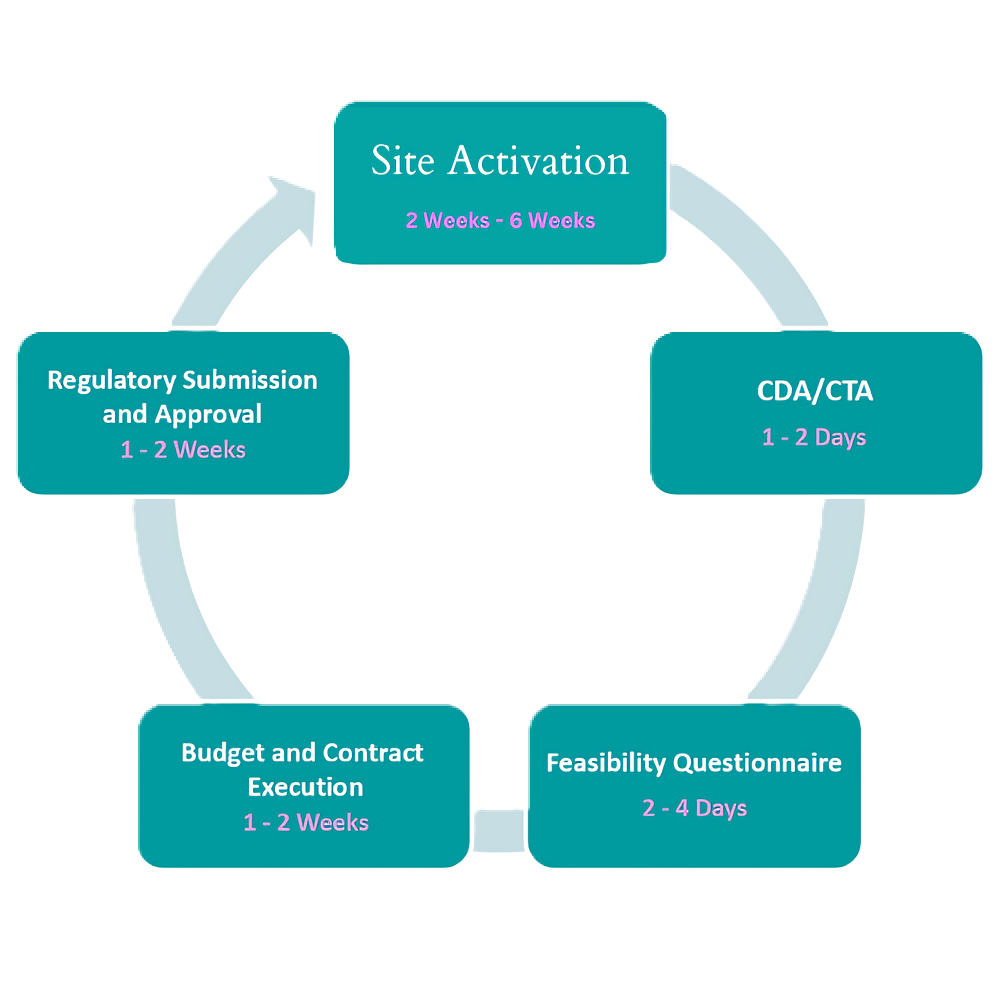 Site Activation
2 Weeks - 6 Weeks
CDA/CTA
1 - 2 Days
Feasibility Questionnaire
2 - 4 Days
Budget and Contract
Execution
1 - 2 Weeks
Regulatory Submission
and Approval
1 - 2 Weeks